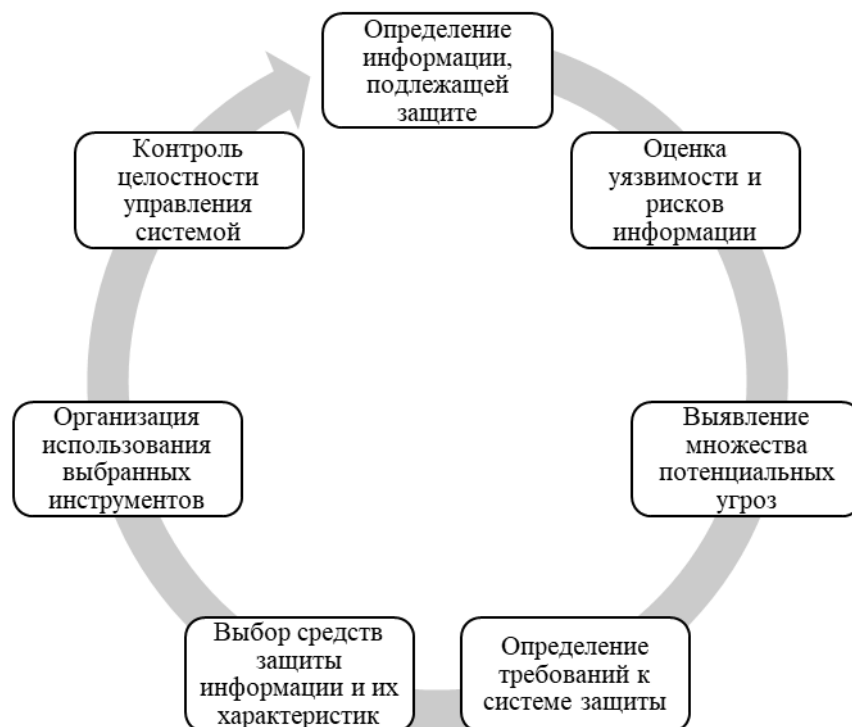 Определение
информации,
подлежащей
защите
Оценка
уязвимости и
рисков
информации
Выявление
множества
потенциальных
угроз
Определение
требований к
системе защиты
Выбор средств
защиты
информации и их
характеристик
Организация
использования
выбранных
инструментов
Контроль
целостности
управления
системой